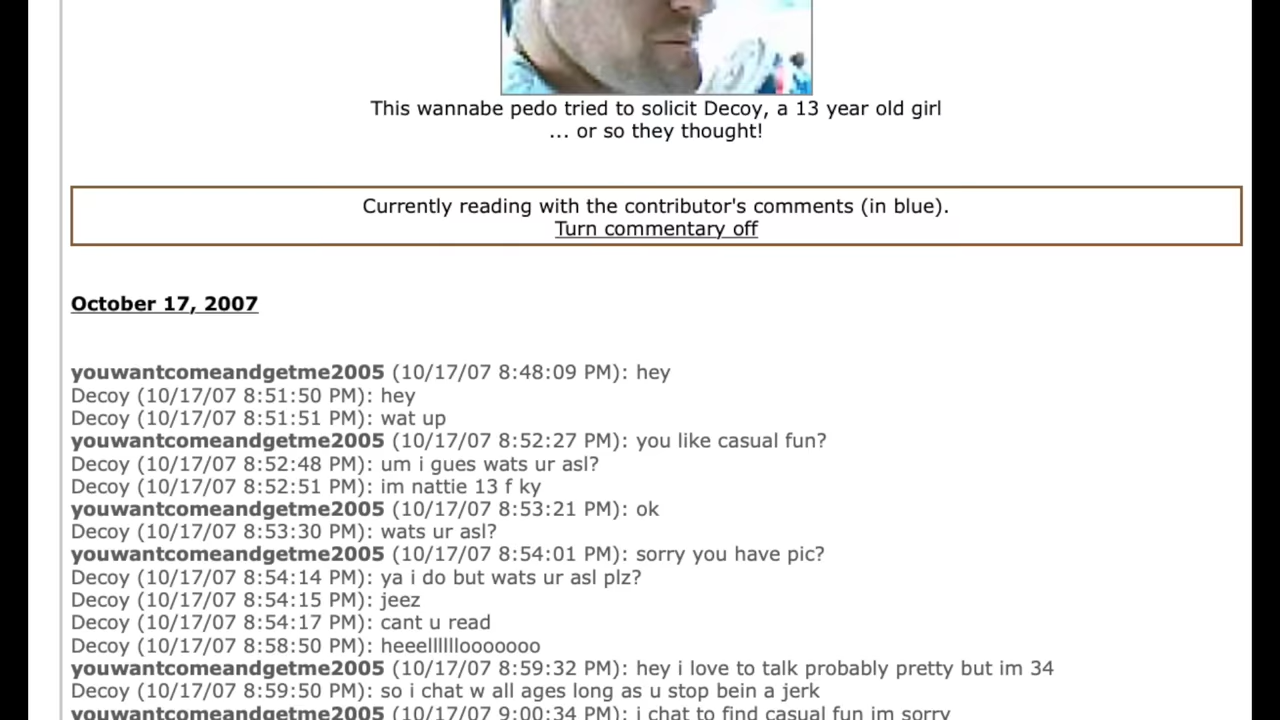 This wannabe pedo tried to solicit Decoy, a 13 year old girl
... or so they thought!
Currently reading with the contributor's comments (in blue).
Turn commentary off
October 17, 2007
youwantcomeandgetme2005 (10/17/07 8:48:09 PM): hey
Decoy (10/17/07 8:51:50 PM): hey
Decoy (10/17/07 8:51:51 PM): wat up
youwantcomeandgetme2005 (10/17/07 8:52:27 PM): you like casual fun?
Decoy (10/17/07 8:52:48 PM): um i gues wats ur asl?
Decoy (10/17/07 8:52:51 PM): im nattie 13 f ky
youwantcomeandgetme2005 (10/17/07 8:53:21 PM): ok
Decoy (10/17/07 8:53:30 PM): wats ur asl?
youwantcomeandgetme2005 (10/17/07 8:54:01 PM): sorry you have pic?
Decoy (10/17/07 8:54:14 PM): ya i do but wats ur asl plz?
Decoy (10/17/07 8:54:15 PM): jeez
Decoy (10/17/07 8:54:17 PM): cant u read
Decoy (10/17/07 8:58:50 PM): heeelllllloooooooo
youwantcomeandgetme2005 (10/17/07 8:59:32 PM): hey i love to talk probably pretty but im 34
Decoy (10/17/07 8:59:50 PM): so i chat w all ages long as u stop bein a jerk
youwantcomeandgetme2005 (10/17/07 9:00:34 PM): i chat to find casual fun im sorry